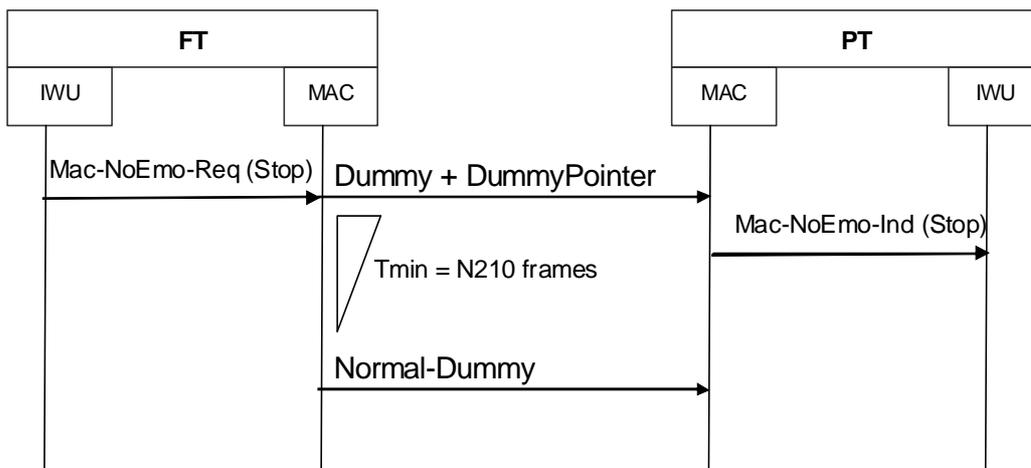 FT
PT
IWU
MAC
MAC
IWU
Mac-NoEmo-Req (Stop)
Dummy + DummyPointer
Mac-NoEmo-Ind (Stop)
Tmin = N210 frames
Normal-Dummy